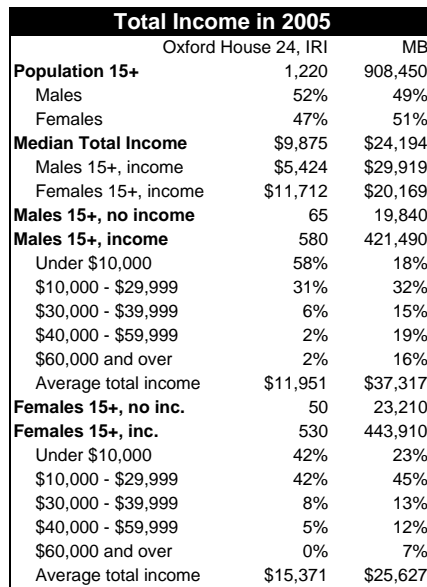 Total Income in 2005
Oxford House 24, IRI MB
Population 15+ 1,220 908,450
Males 52% 49%
Females 47% 51%
Median Total Income $9,875 $24,194
Males 15+, income $5,424 $29,919
Females 15+, income $11,712 $20,169
Males 15+, no income 65 19,840
Males 15+, income 580 421,490
Under $10,000 58% 18%
$10,000 - $29,999 31% 32%
$30,000 - $39,999 6% 15%
$40,000 - $59,999 2% 19%
$60,000 and over 2% 16%
Average total income $11,951 $37,317
Females 15+, no inc. 50 23,210
Females 15+, inc. 530 443,910
Under $10,000 42% 23%
$10,000 - $29,999 42% 45%
$30,000 - $39,999 8% 13%
$40,000 - $59,999 5% 12%
$60,000 and over 0% 7%
Average total income $15,371 $25,627